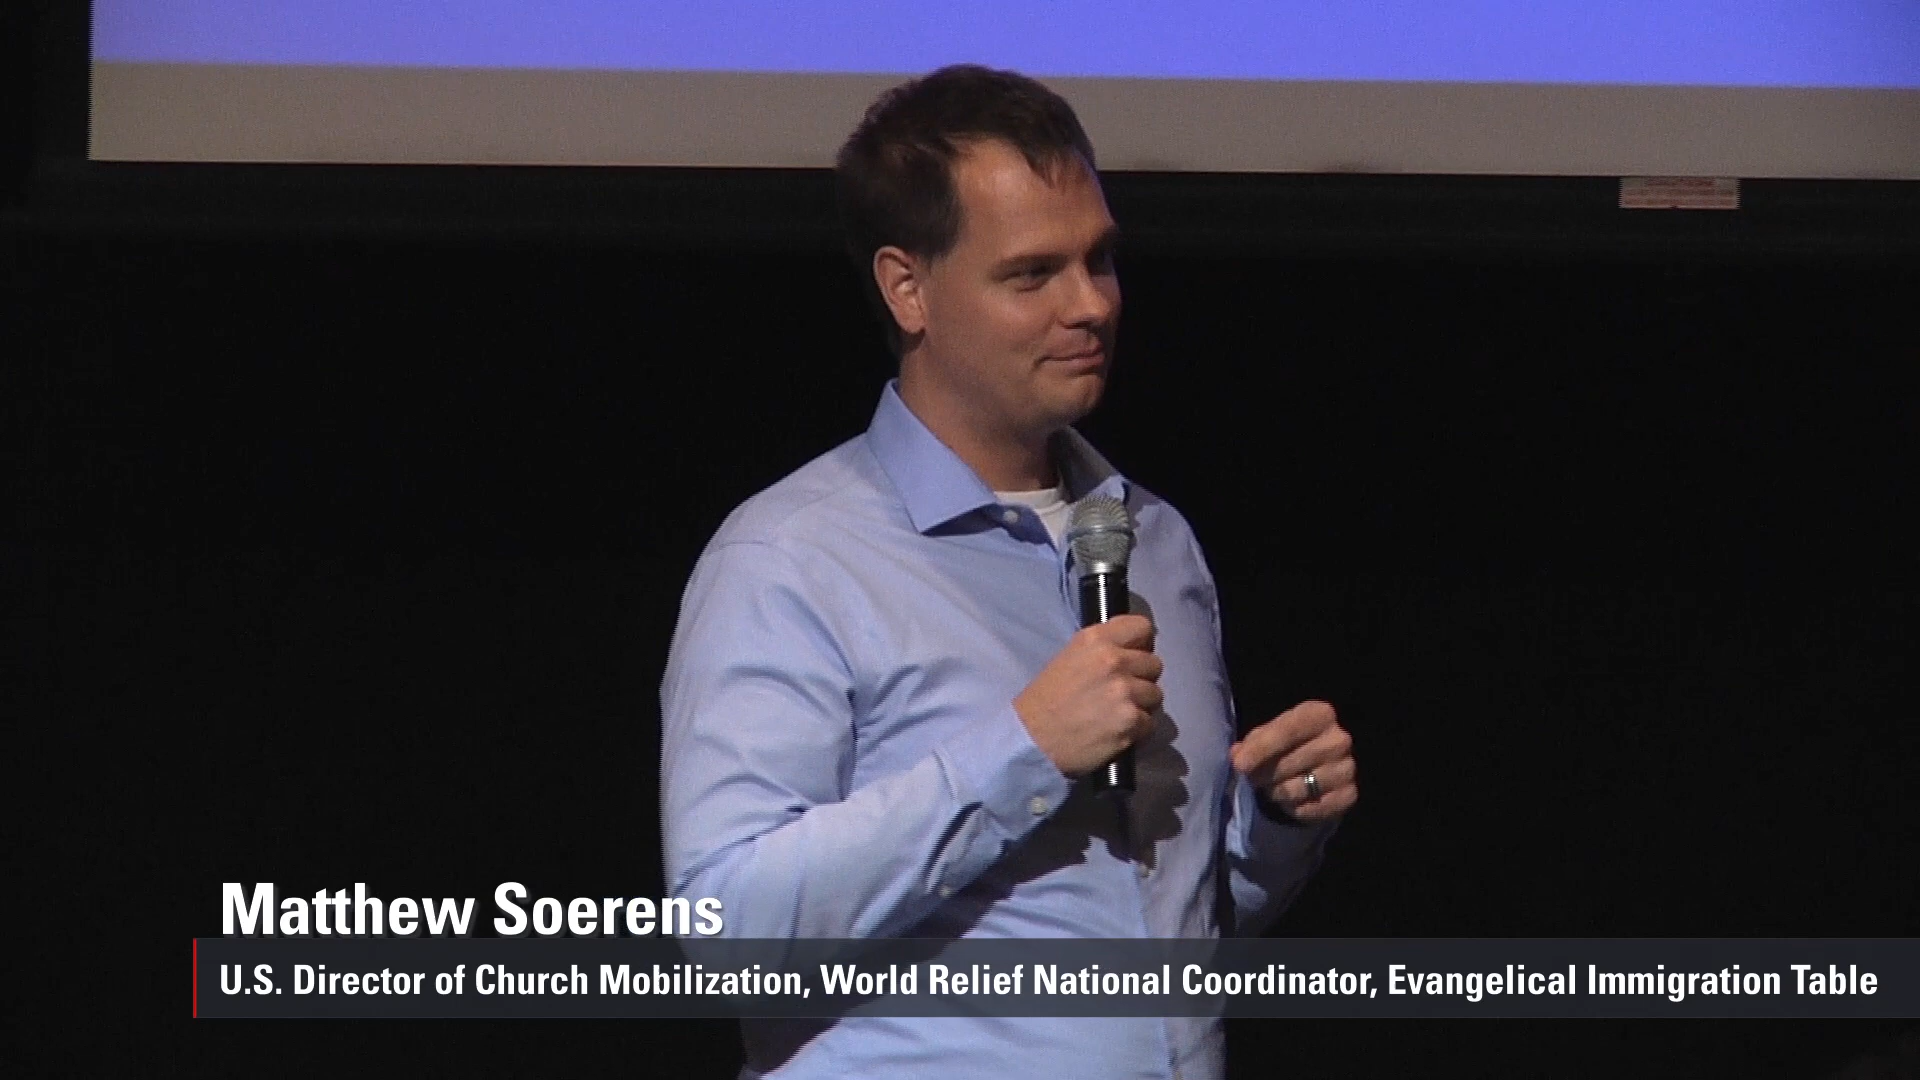 Matthew Soerens
U.S. Director of Church Mobilization, World Relief National Coordinator, Evangelical Immigration Table